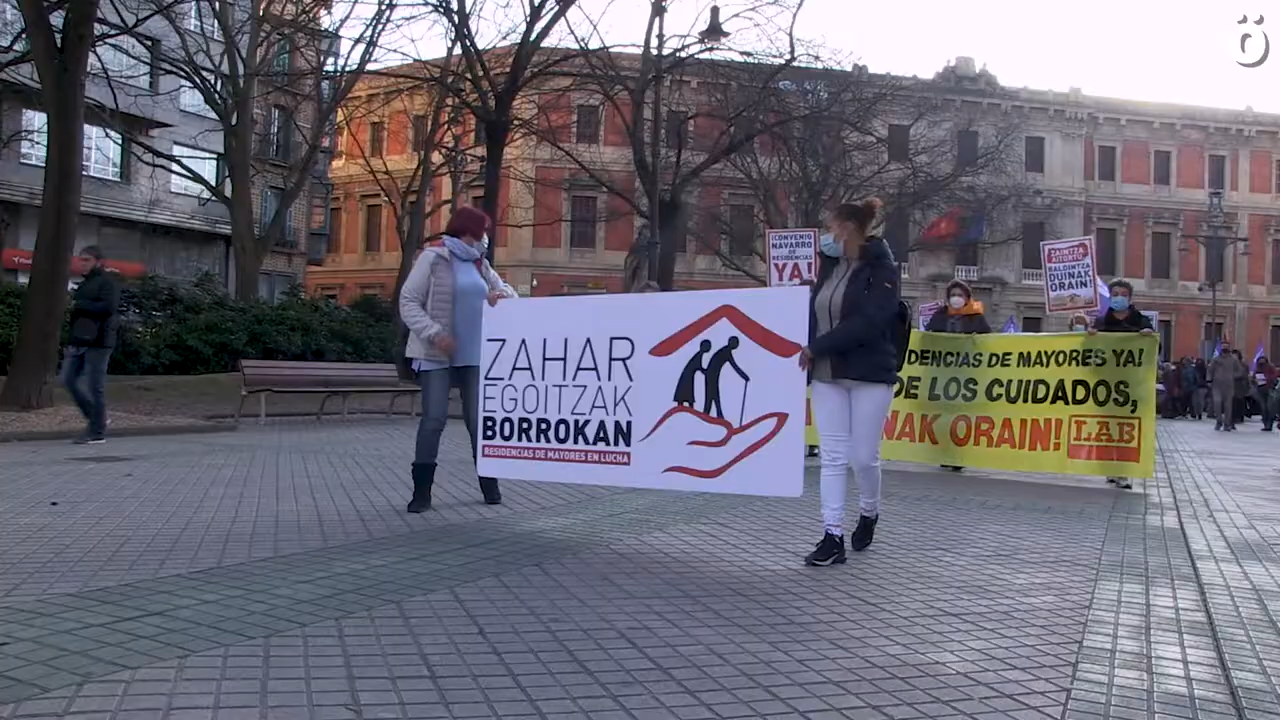 ¡CONVENIO
NAVARRO
DE
RESIDENCIAS
YA!
ZAINTZA
AITORTU,
BALDINTZA
DUINAK
ORAIN!
ZAHAR
EGOITZAK
BORROKAN
RESIDENCIAS DE MAYORES EN LUCHA
DENCIAS DE MAYORES YA!
DE LOS CUIDADOS,
NAK ORAIN! LAB
ö